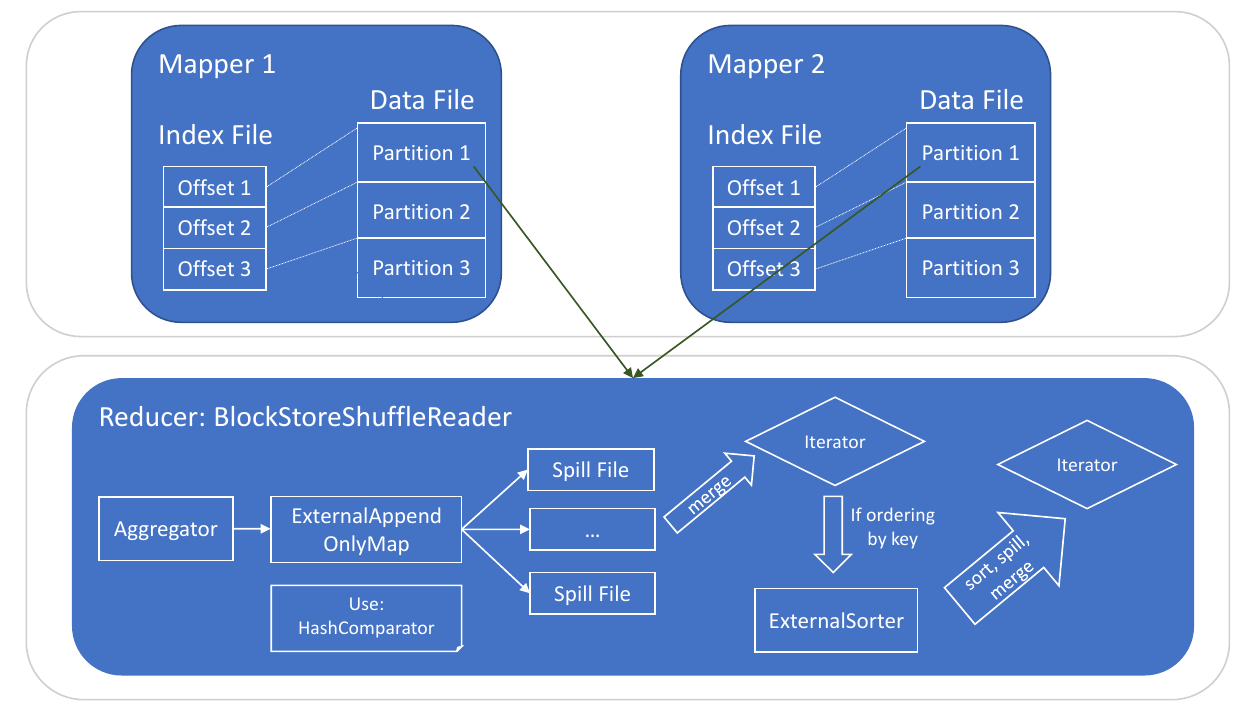 Mapper 1
Data File
Index File
Partition 1
Offset 1
Partition 2
Offset 2
Partition 3
Offset 3
Mapper 2
Data File
Index File
Partition 1
Offset 1
Partition 2
Offset 2
Partition 3
Offset 3
Reducer: BlockStoreShuffleReader
Aggregator
ExternalAppend
OnlyMap
Use:
HashComparator
Spill File
...
Spill File
merge
Iterator
If ordering
by key
ExternalSorter
sort, spill,
merge
Iterator